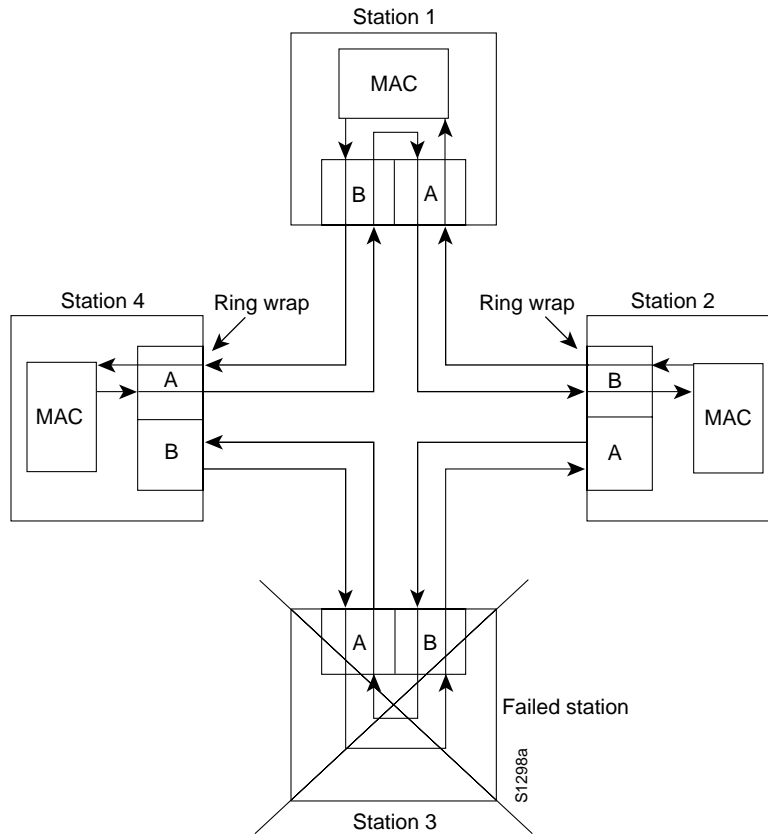 Station 1
MAC
B
A
Station 4
Ring wrap
Ring wrap
Station 2
MAC
A
B
B
A
MAC
A
B
Failed station
S1298a
Station 3